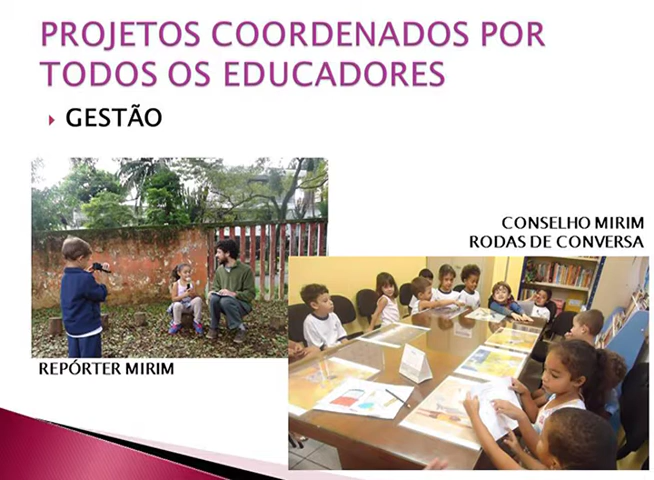 PROJETOS COORDENADOS POR
TODOS OS EDUCADORES
GESTÃO
CONSELHO MIRIM
RODAS DE CONVERSA
REPÓRTER MIRIM